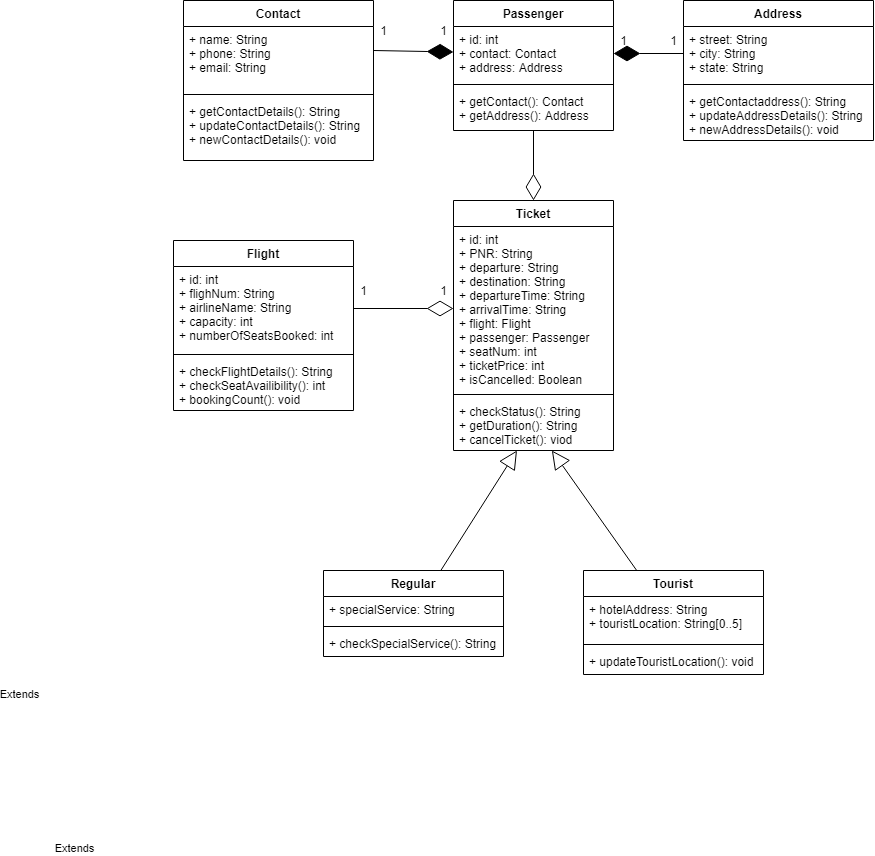 Contact
+ name: String
+ phone: String
+ email: String
+ getContactDetails(): String
+ updateContactDetails(): String
+ newContactDetails(): void
1
1
Passenger
+ id: int
+ contact: Contact
+ address: Address
+ getContact(): Contact
+ getAddress(): Address
1
1
Address
+ street: String
+ city: String
+ state: String
+ getContactaddress(): String
+ updateAddressDetails(): String
+ newAddressDetails(): void
Flight
+ id: int
+ flighNum: String
+ airlineName: String
+ capacity: int
+ numberOfSeatsBooked: int
+ checkFlightDetails(): String
+ checkSeatAvailibility(): int
+ bookingCount(): void
1
1
Ticket
+ id: int
+ PNR: String
+ departure: String
+ destination: String
+ departureTime: String
+ arrivalTime: String
+ flight: Flight
+ passenger: Passenger
+ seatNum: int
+ ticketPrice: int
+ isCancelled: Boolean
+ checkStatus(): String
+ getDuration(): String
+ cancelTicket(): viod
Regular
+ specialService: String
+ checkSpecialService(): String
Tourist
+ hotelAddress: String
+ touristLocation: String[0..5]
+ updateTouristLocation(): void
Extends
Extends